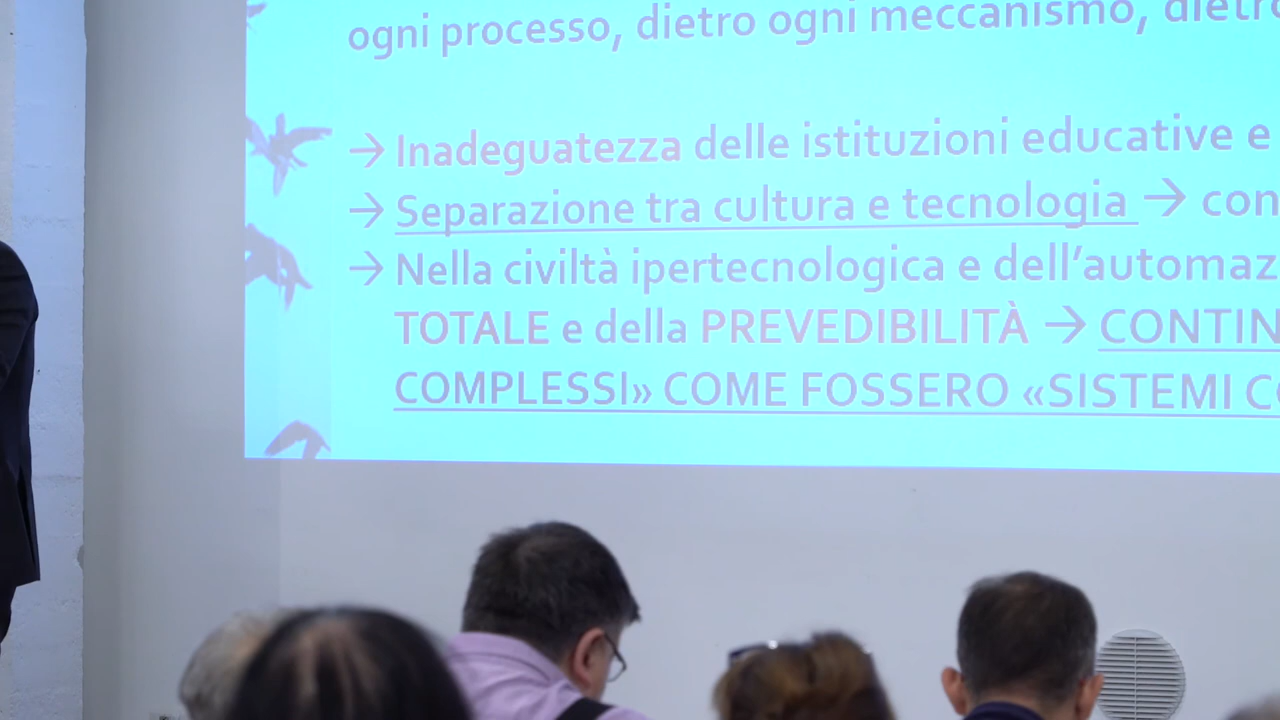 ogni processo, dietro ogni meccanismo, dietro
→ Inadeguatezza delle istituzioni educative e
→ Separazione tra cultura e tecnologia → con
→ Nella civiltà ipertecnologica e dell'automaz
TOTALE e della PREVEDIBILITÀ → CONTIN
COMPLESSI» COME FOSSERO «SISTEMI CO